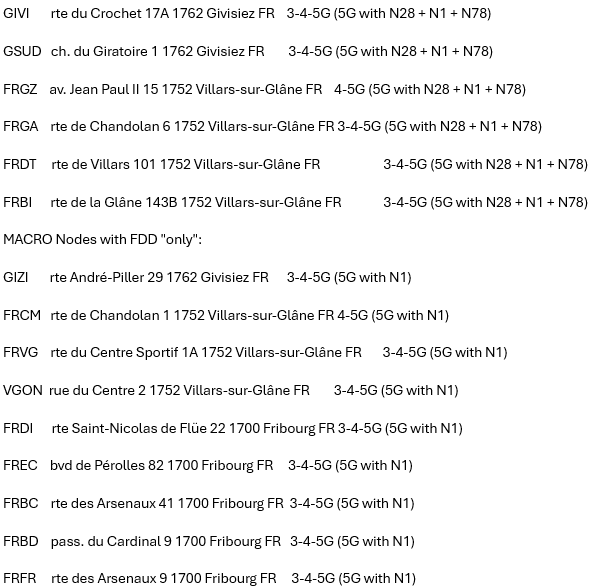 GIVI rte du Crochet 17A 1762 Givisiez FR 3-4-5G (5G with N28 + N1 + N78)
GSUD ch. du Giratoire 1 1762 Givisiez FR 3-4-5G (5G with N28 + N1 + N78)
FRGZ av. Jean Paul II 15 1752 Villars-sur-Glâne FR 4-5G (5G with N28 + N1 + N78)
FRGA rte de Chandolan 6 1752 Villars-sur-Glâne FR 3-4-5G (5G with N28 + N1 + N78)
FRDT rte de Villars 101 1752 Villars-sur-Glâne FR 3-4-5G (5G with N28 + N1 + N78)
FRBI rte de la Glâne 143B 1752 Villars-sur-Glâne FR 3-4-5G (5G with N28 + N1 + N78)
MACRO Nodes with FDD "only":
GIZI rte André-Piller 29 1762 Givisiez FR 3-4-5G (5G with N1)
FRCM rte de Chandolan 1 1752 Villars-sur-Glâne FR 4-5G (5G with N1)
FRVG rte du Centre Sportif 1A 1752 Villars-sur-Glâne FR 3-4-5G (5G with N1)
VGON rue du Centre 2 1752 Villars-sur-Glâne FR 3-4-5G (5G with N1)
FRDI rte Saint-Nicolas de Flüe 22 1700 Fribourg FR 3-4-5G (5G with N1)
FREC bvd de Pérolles 82 1700 Fribourg FR 3-4-5G (5G with N1)
FRBC rte des Arsenaux 41 1700 Fribourg FR 3-4-5G (5G with N1)
FRBD pass. du Cardinal 9 1700 Fribourg FR 3-4-5G (5G with N1)
FRFR rte des Arsenaux 9 1700 Fribourg FR 3-4-5G (5G with N1)